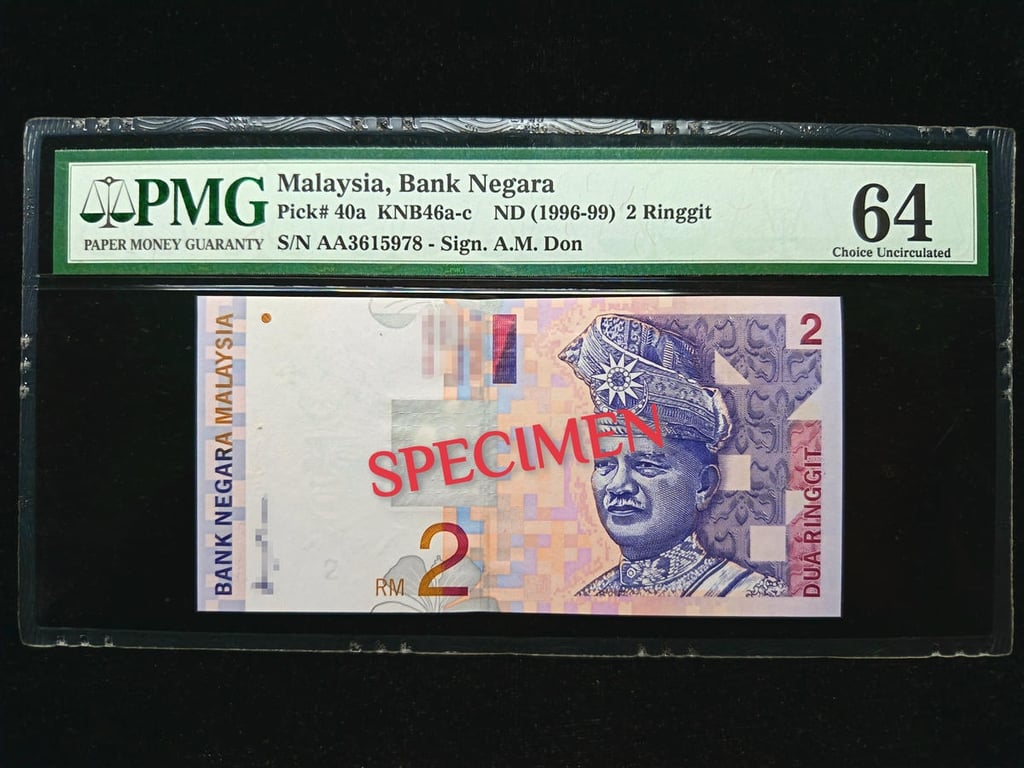 PMG
PAPER MONEY GUARANTY
Malaysia, Bank Negara
Pick# 40a KNB46a-c ND (1996-99) 2 Ringgit
S/N AA3615978 - Sign. A.M. Don
64
Choice Uncirculated
BANK NEGARA MALAYSIA
2
SPECIMEN
RM 2
2
DUA RINGGIT